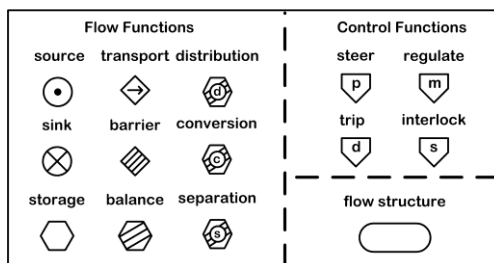 Flow Functions
source transport distribution
d
sink barrier conversion
c
storage balance separation
s
Control Functions
steer regulate
p m
trip interlock
d s
flow structure